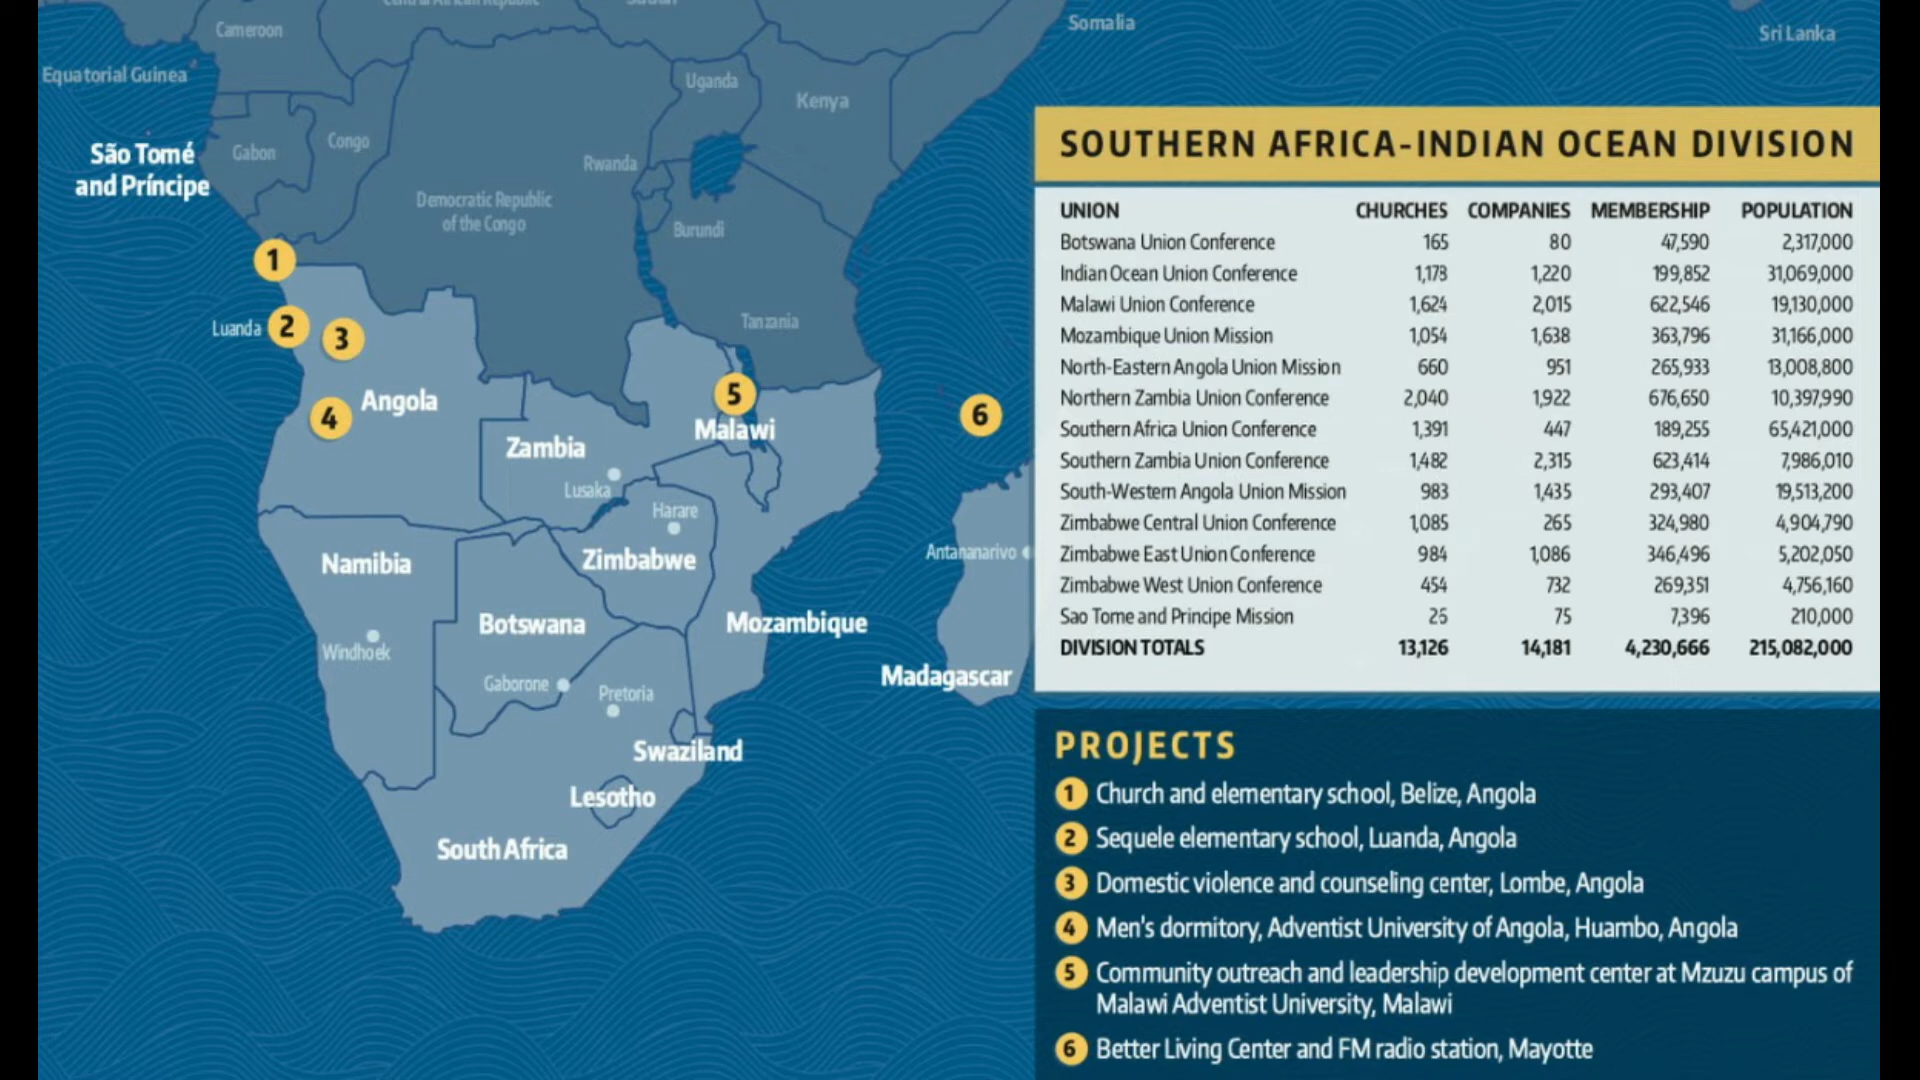 Cameroon
Somalia
Sri Lanka
Equatorial Guinea
Uganda
Kenya
Gabon
Congo
São Tomé
and Príncipe
Rwanda
Democratic Republic
of the Congo
Burundi
Tanzania
1
Luanda
2
3
4
Angola
5
Malawi
6
Zambia
Lusaka
Harare
Zimbabwe
Antananarivo
Namibia
Botswana
Mozambique
Windhoek
Madagascar
Gaborone
Pretoria
Swaziland
Lesotho
South Africa
SOUTHERN AFRICA-INDIAN OCEAN DIVISION
UNION CHURCHES COMPANIES MEMBERSHIP POPULATION
Botswana Union Conference 165 80 47,590 2,317,000
Indian Ocean Union Conference 1,178 1,220 199,852 31,069,000
Malawi Union Conference 1,624 2,015 622,546 19,130,000
Mozambique Union Mission 1,054 1,638 363,796 31,166,000
North-Eastern Angola Union Mission 660 951 265,933 13,008,800
Northern Zambia Union Conference 2,040 1,922 676,650 10,397,990
Southern Africa Union Conference 1,391 447 189,255 65,421,000
Southern Zambia Union Conference 1,482 2,315 623,414 7,986,010
South-Western Angola Union Mission 983 1,435 293,407 19,513,200
Zimbabwe Central Union Conference 1,085 265 324,980 4,904,790
Zimbabwe East Union Conference 984 1,086 346,496 5,202,050
Zimbabwe West Union Conference 454 732 269,351 4,756,160
Sao Tome and Principe Mission 26 75 7,396 210,000
DIVISION TOTALS 13,126 14,181 4,230,666 215,082,000
PROJECTS
1 Church and elementary school, Belize, Angola
2 Sequele elementary school, Luanda, Angola
3 Domestic violence and counseling center, Lombe, Angola
4 Men's dormitory, Adventist University of Angola, Huambo, Angola
5 Community outreach and leadership development center at Mzuzu campus of
Malawi Adventist University, Malawi
6 Better Living Center and FM radio station, Mayotte